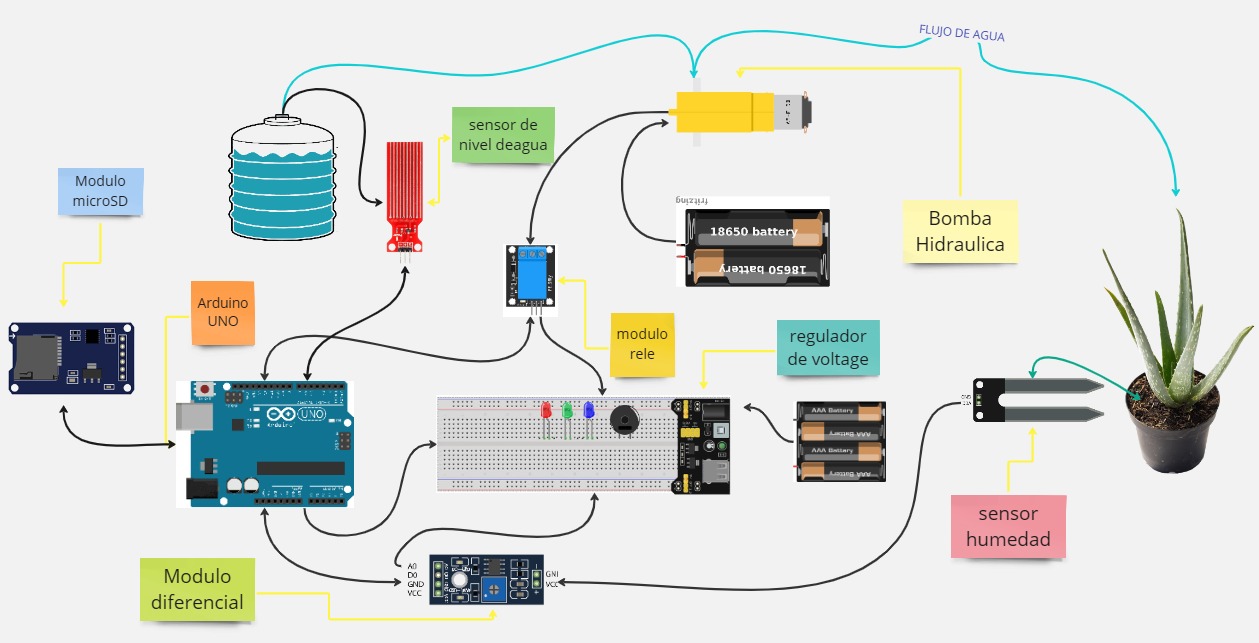 FLUJO DE AGUA
sensor de
nivel deagua
Modulo
microSD
fritzing
18650 battery
18650 battery
Bomba
Hidraulica
Arduino
UNO
modulo
rele
regulador
de voltage
UNO
Arduino
AAA Battery
AAA Battery
AAA Battery
AAA Battery
GND
VCC
sensor
humedad
Modulo
diferencial
A0
D0
GND
VCC
GNI
VCC